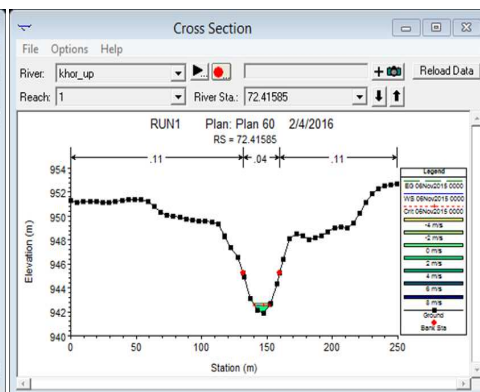 Cross Section
File Options Help
River: khor_up Reload Data
Reach: 1 River Sta.: 72.41585
RUN1 Plan: Plan 60 2/4/2016
RS = 72.41585
.11 .04 .11
Legend
EG 06Nov2015 0000
WS 06Nov2015 0000
Crit 06Nov2015 0000
-4 m/s
-2 m/s
0 m/s
2 m/s
4 m/s
6 m/s
8 m/s
Ground
Bank Sta
Elevation (m)
954
952
950
948
946
944
942
940
0 50 100 150 200 250
Station (m)